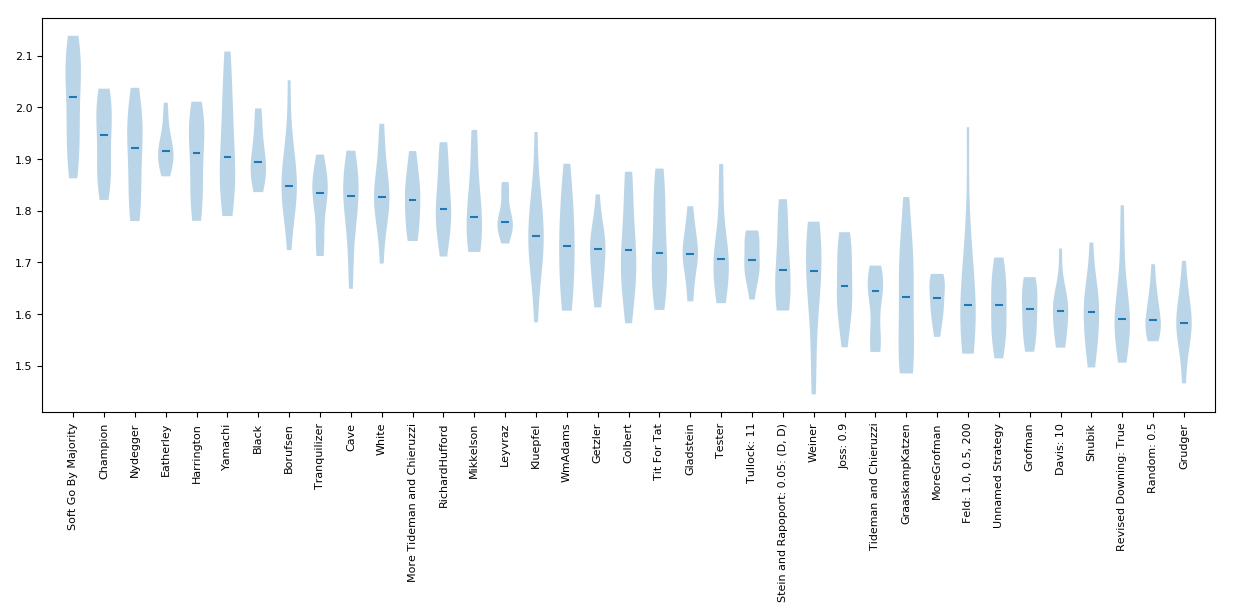 2.1
2.0
1.9
1.8
1.7
1.6
1.5
Soft Go By Majority
Champion
Nydegger
Eatherley
Harrington
Yamachi
Black
Borufsen
Tranquilizer
Cave
White
More Tideman and Chieruzzi
RichardHufford
Mikkelson
Leyvraz
Kluepfel
WmAdams
Getzler
Colbert
Tit For Tat
Gladstein
Tester
Tullock: 11
Stein and Rapoport: 0.05: (D, D)
Weiner
Joss: 0.9
Tideman and Chieruzzi
GraaskampKatzen
MoreGrofman
Feld: 1.0, 0.5, 200
Unnamed Strategy
Grofman
Davis: 10
Shubik
Revised Downing: True
Random: 0.5
Grudger